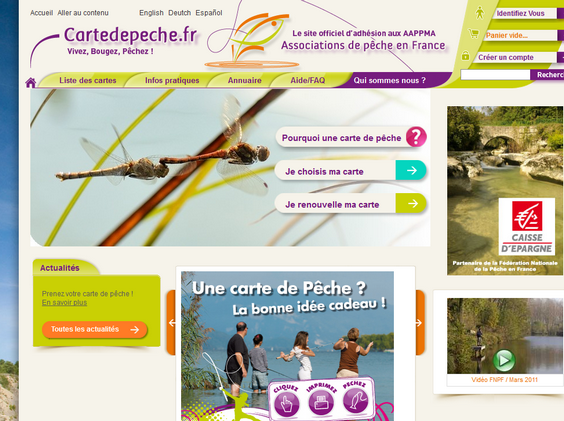 Accueil Aller au contenu English Deutch Español
Cartedepeche.fr
Vivez, Bougez, Pêchez !
Le site officiel d'adhésion aux AAPPMA
Associations de pêche en France
Identifiez Vous
Panier vide...
Créer un compte
Recherc
Liste des cartes Infos pratiques Annuaire Aide/FAQ Qui sommes nous ?
Pourquoi une carte de pêche ?
Je choisis ma carte
Je renouvelle ma carte
CAISSE
D'EPARGNE
Partenaire de la Fédération Nationale
de la Pêche en France
Actualités
Prenez votre carte de pêche !
En savoir plus
Toutes les actualités
Une carte de Pêche ?
La bonne idée cadeau !
CLIQUEZ IMPRIMEZ PECHEZ
Vidéo FNPF / Mars 2011